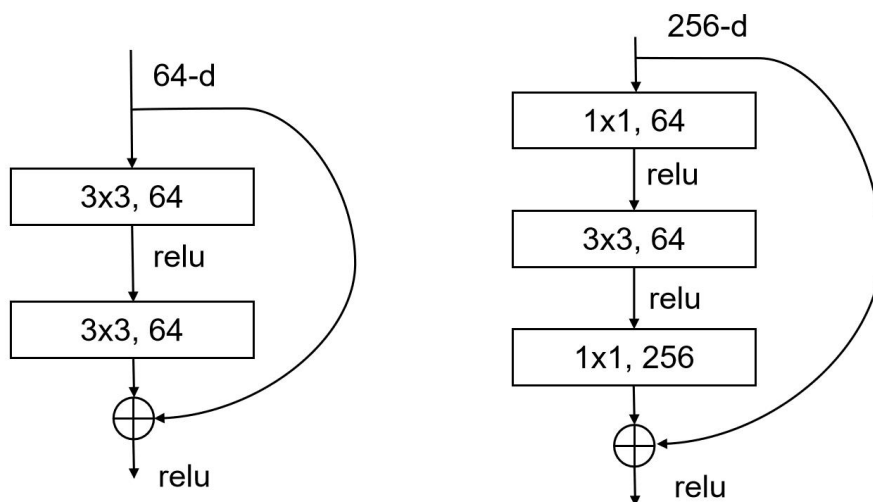 64-d
3x3, 64
relu
3x3, 64
relu
256-d
1x1, 64
relu
3x3, 64
relu
1x1, 256
relu